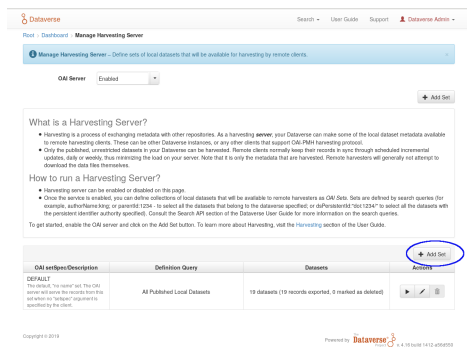 Dataverse
Search
User Guide
Support
Dataverse Admin
Root > Dashboard > Manage Harvesting Server
Manage Harvesting Server – Define sets of local datasets that will be available for harvesting by remote clients.
OAI Server
Enabled
+ Add Set
What is a Harvesting Server?
Harvesting is a process of exchanging metadata with other repositories. As a harvesting server, your Dataverse can make some of the local dataset metadata available
to remote harvesting clients. These can be other Dataverse instances, or any other clients that support OAI-PMH harvesting protocol.
Only the published, unrestricted datasets in your Dataverse can be harvested. Remote clients normally keep their records in sync through scheduled incremental
updates, daily or weekly, thus minimizing the load on your server. Note that it is only the metadata that are harvested. Remote harvesters will generally not attempt to
download the data files themselves.
How to run a Harvesting Server?
Harvesting server can be enabled or disabled on this page.
Once the service is enabled, you can define collections of local datasets that will be available to remote harvesters as OAI Sets. Sets are defined by search queries (for
example, authorName:king; or parentId:1234 - to select all the datasets that belong to the dataverse specified; or dsPersistentId:"doi:1234/" to select all the datasets with
the persistent identifier authority specified). Consult the Search API section of the Dataverse User Guide for more information on the search queries.
To get started, enable the OAI server and click on the Add Set button. To learn more about Harvesting, visit the Harvesting section of the User Guide.
+ Add Set
OAI setSpec/Description
Definition Query
Datasets
Actions
DEFAULT
The default, "no name" set. The OAI
server will serve the records from this
set when no "setspec" argument is
specified by the client.
All Published Local Datasets
19 datasets (19 records exported, 0 marked as deleted)
Copyright © 2019
Powered by
The Dataverse Project
v. 4.16 build 1412-